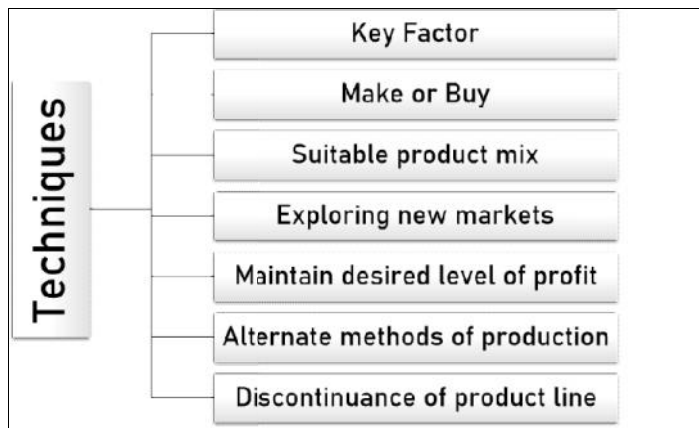 Techniques
Key Factor
Make or Buy
Suitable product mix
Exploring new markets
Maintain desired level of profit
Alternate methods of production
Discontinuance of product line